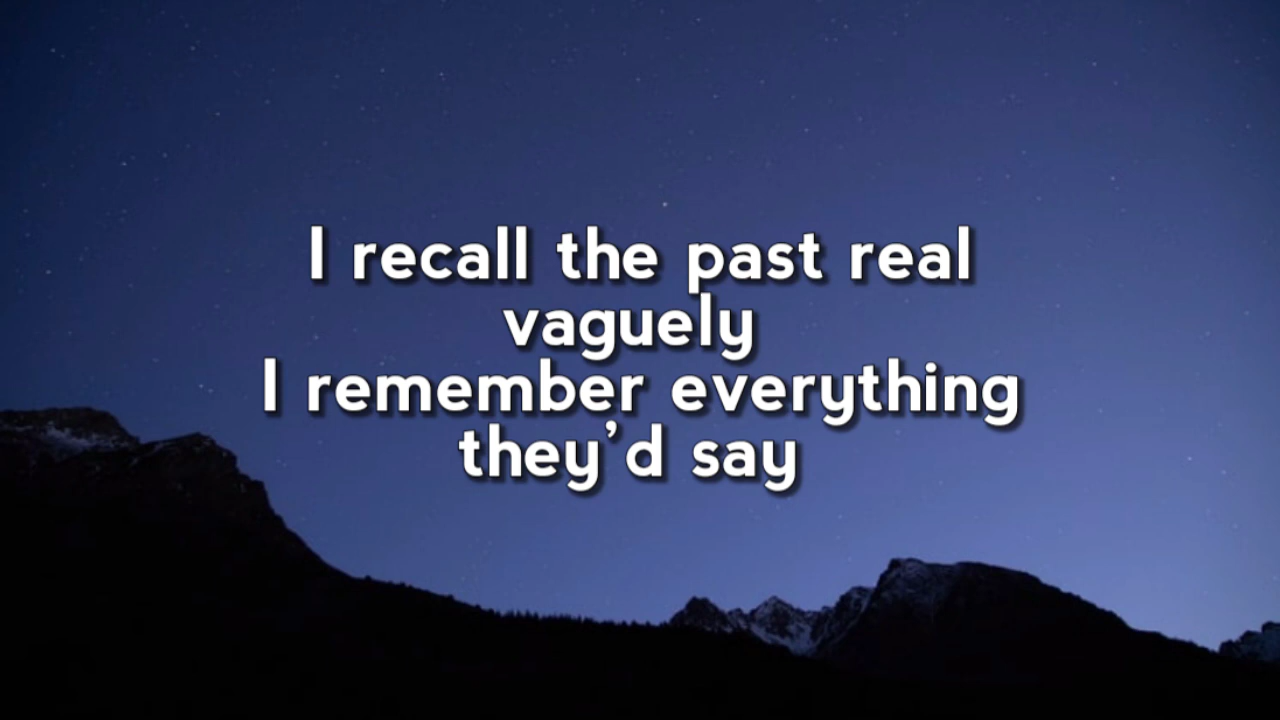 I recall the past real
vaguely
I remember everything
they’d say